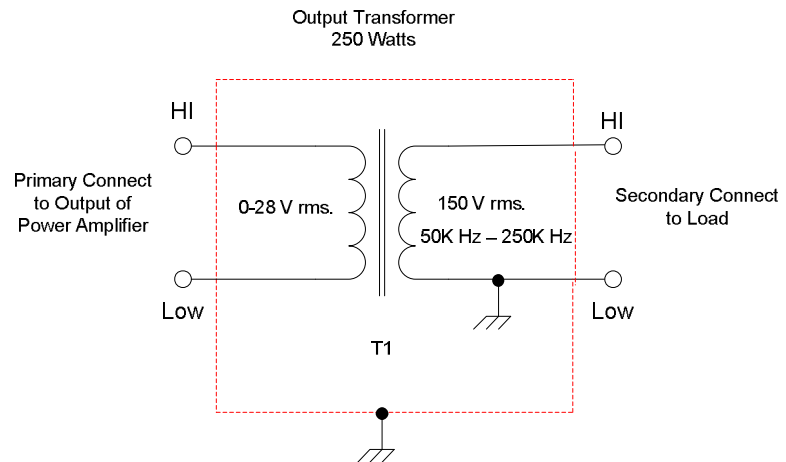 Output Transformer
250 Watts
HI
HI
Primary Connect
to Output of
Power Amplifier
0-28 V rms.
150 V rms.
50K Hz – 250K Hz
Secondary Connect
to Load
Low
Low
T1